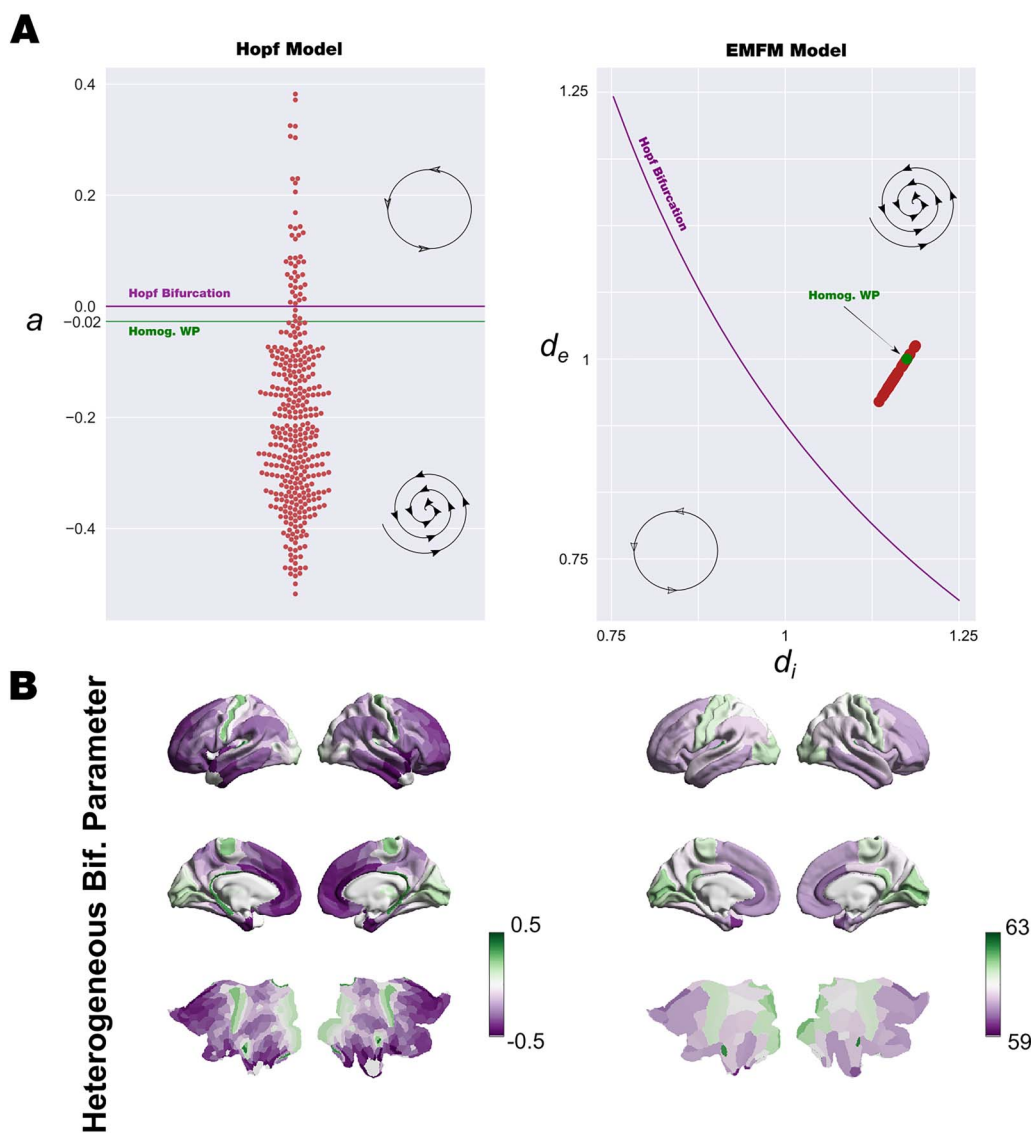 A
Hopf Model
0.4
0.2
0.0
−0.02
−0.2
−0.4
a
Hopf Bifurcation
Homog. WP
EMFM Model
1.25
1
0.75
d_e
Hopf Bifurcation
Homog. WP
0.75
1
1.25
d_i
B
Heterogeneous Bif. Parameter
0.5
-0.5
63
59